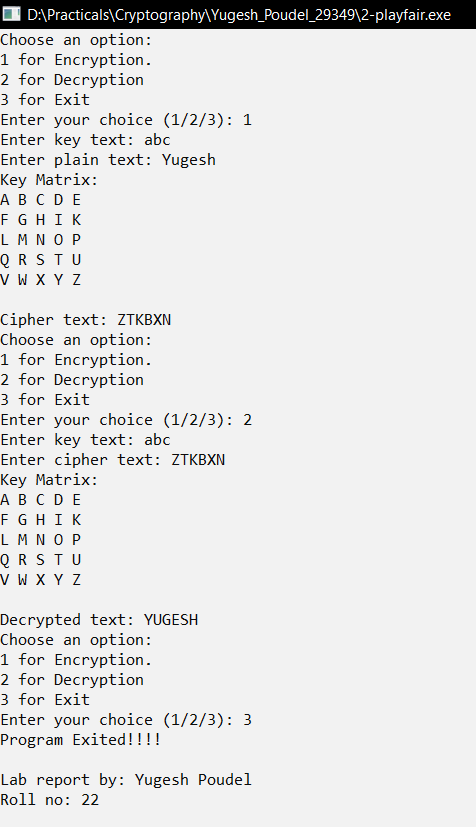 D:\Practicals\Cryptography\Yugesh_Poudel_29349\2-playfair.exe
Choose an option:
1 for Encryption.
2 for Decryption
3 for Exit
Enter your choice (1/2/3): 1
Enter key text: abc
Enter plain text: Yugesh
Key Matrix:
A B C D E
F G H I K
L M N O P
Q R S T U
V W X Y Z

Cipher text: ZTKBXN
Choose an option:
1 for Encryption.
2 for Decryption
3 for Exit
Enter your choice (1/2/3): 2
Enter key text: abc
Enter cipher text: ZTKBXN
Key Matrix:
A B C D E
F G H I K
L M N O P
Q R S T U
V W X Y Z

Decrypted text: YUGESH
Choose an option:
1 for Encryption.
2 for Decryption
3 for Exit
Enter your choice (1/2/3): 3
Program Exited!!!!

Lab report by: Yugesh Poudel
Roll no: 22